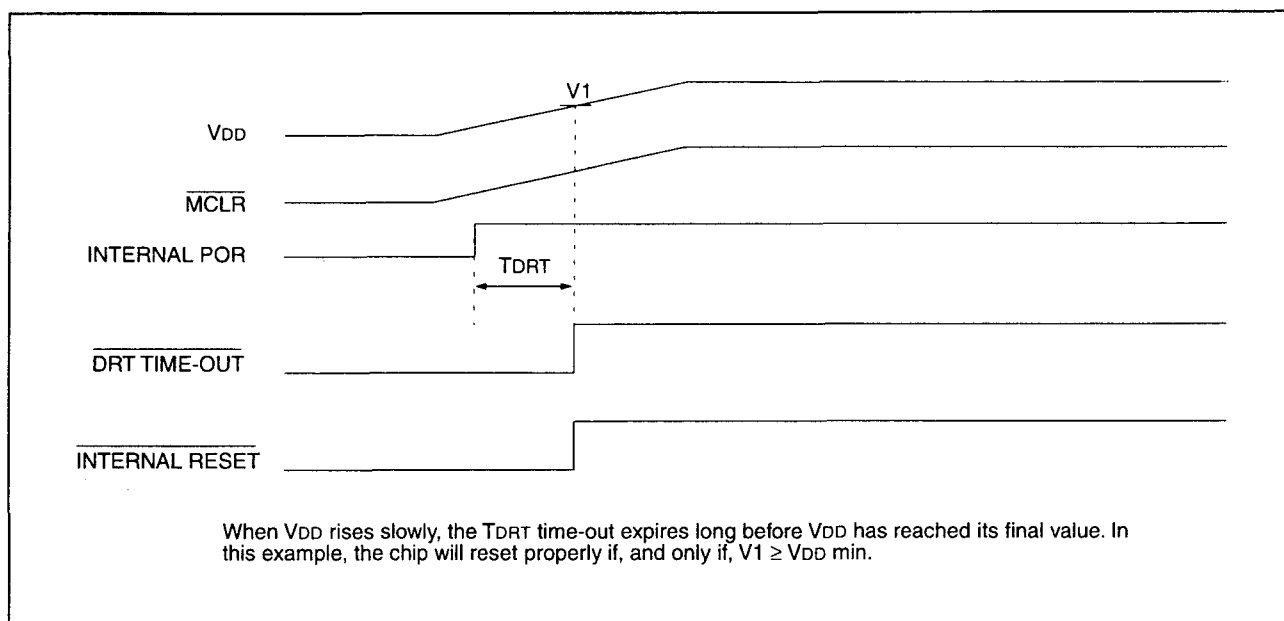 V1
VDD
MCLR
INTERNAL POR
TDRT
DRT TIME-OUT
INTERNAL RESET
When VDD rises slowly, the TDRT time-out expires long before VDD has reached its final value. In
this example, the chip will reset properly if, and only if, V1 ≥ VDD min.